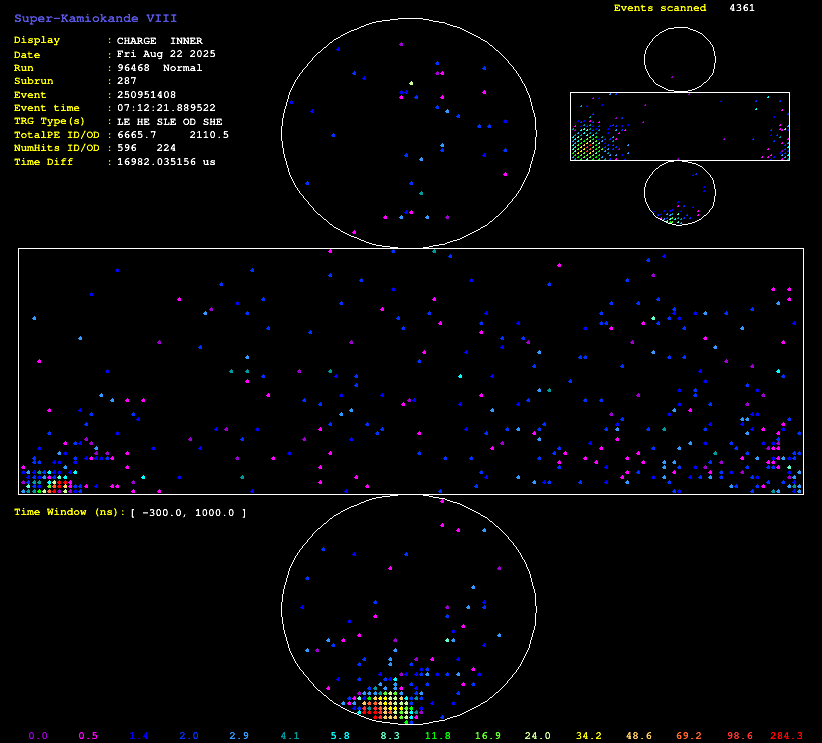 Super-Kamiokande VIII
Events scanned 4361
Display : CHARGE INNER
Date : Fri Aug 22 2025
Run : 96468 Normal
Subrun : 287
Event : 250951408
Event time : 07:12:21.889522
TRG Type(s) : LE HE SLE OD SHE
TotalPE ID/OD : 6665.7 2110.5
NumHits ID/OD : 596 224
Time Diff : 16982.035156 us
Time Window (ns): [ -300.0, 1000.0 ]
0.0 0.5 1.4 2.0 2.9 4.1 5.8 8.3 11.8 16.9 24.0 34.2 48.6 69.2 98.6 284.3